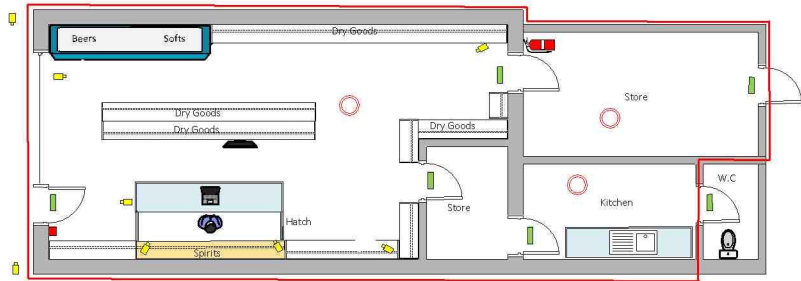 Dry Goods
Beers
Softs
Store
Dry Goods
Dry Goods
Dry Goods
W.C
Kitchen
Store
Hatch
Spirits